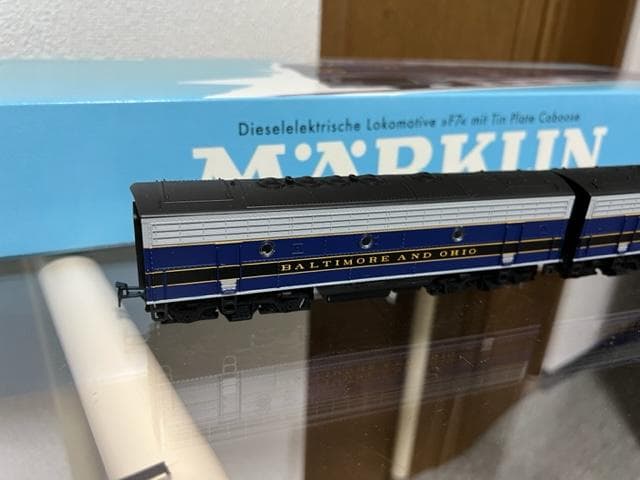 Dieselelektrische Lokomotive »F7« mit Tin Plate Caboose
MÄRKLIN
BALTIMORE AND OHIO